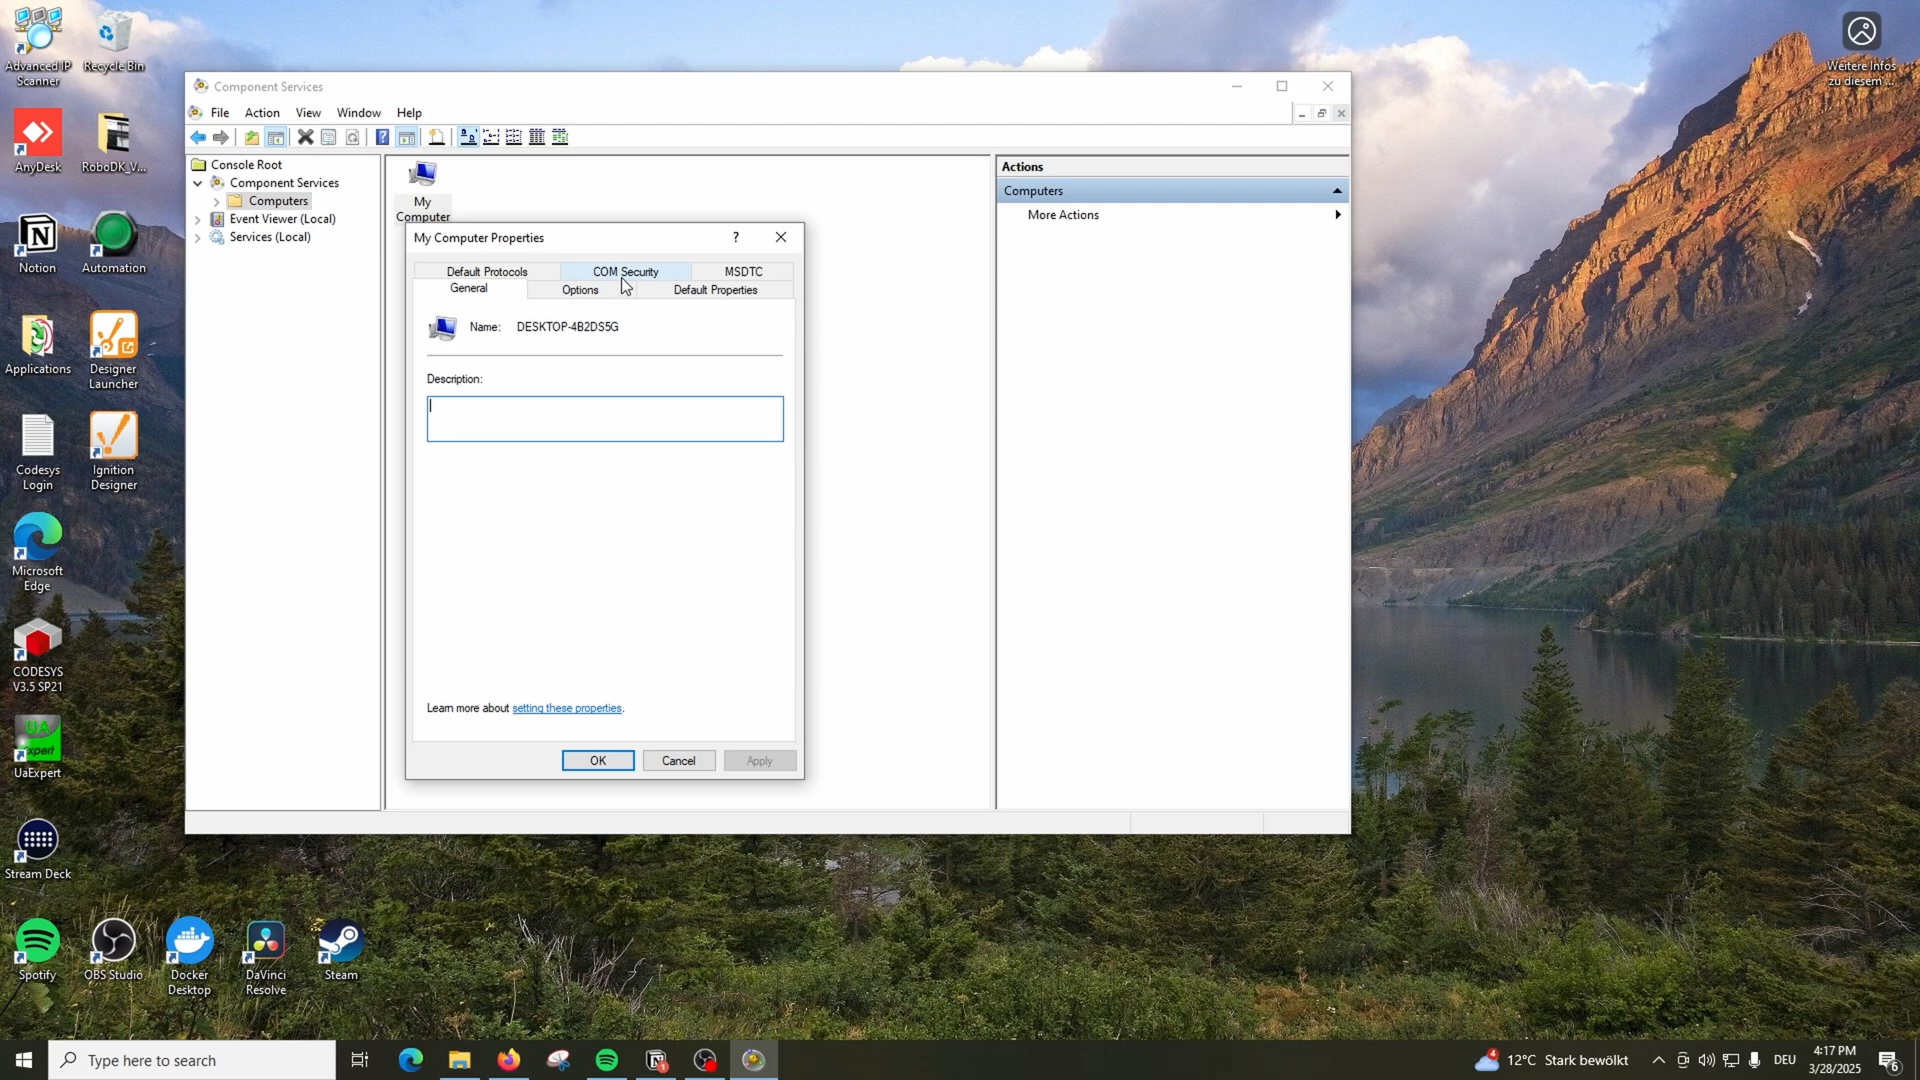 Advanced IP
Scanner
Recycle Bin
AnyDesk
RoboDK_V...
Notion
Automation
Applications
Designer
Launcher
Codesys
Login
Ignition
Designer
Microsoft
Edge
CODESYS
V3.5 SP21
UA
expert
UaExpert
Stream Deck
Spotify
OBS Studio
Docker
Desktop
DaVinci
Resolve
Steam
Weitere Infos
zu diesem ...
Component Services
File Action View Window Help
Console Root
Component Services
Computers
Event Viewer (Local)
Services (Local)
My
Computer
Actions
Computers
More Actions
My Computer Properties
?
Default Protocols COM Security MSDTC
General Options Default Properties
Name: DESKTOP-4B2DS5G
Description:
Learn more about setting these properties.
OK Cancel Apply
Type here to search
1
4
12°C Stark bewölkt
DEU
4:17 PM
3/28/2025
6